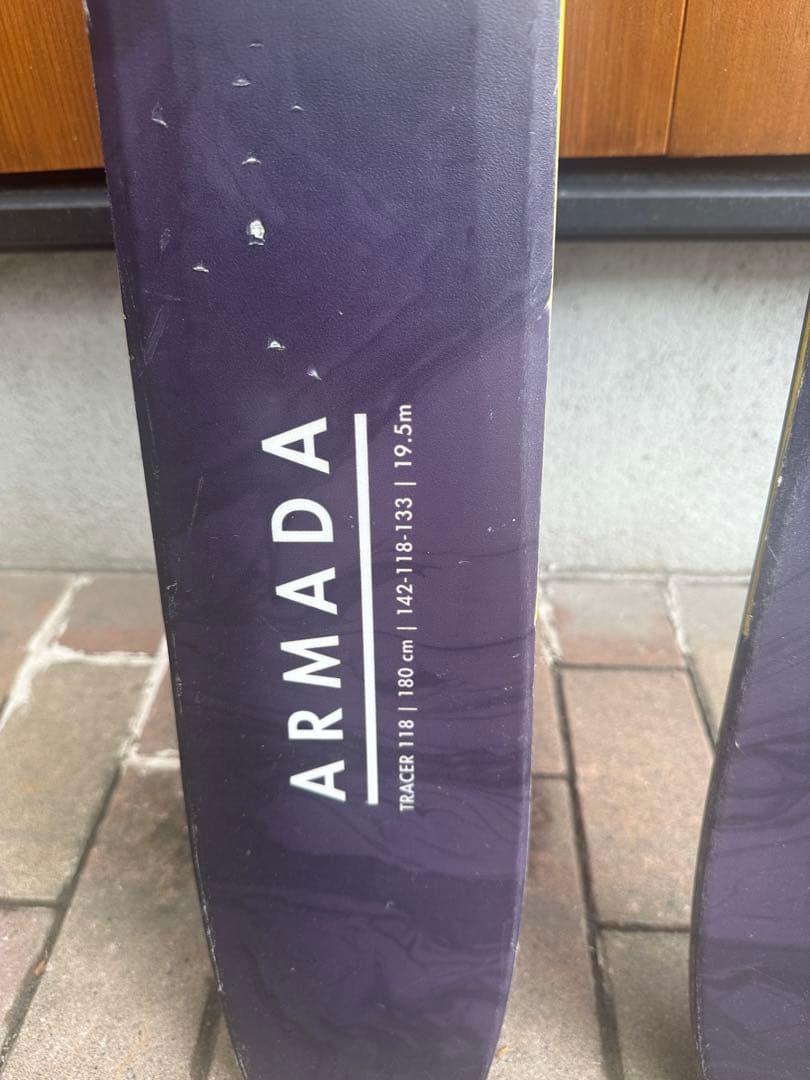 ARMADA
TRACER 118 | 180 cm | 142-118-133 | 19.5m